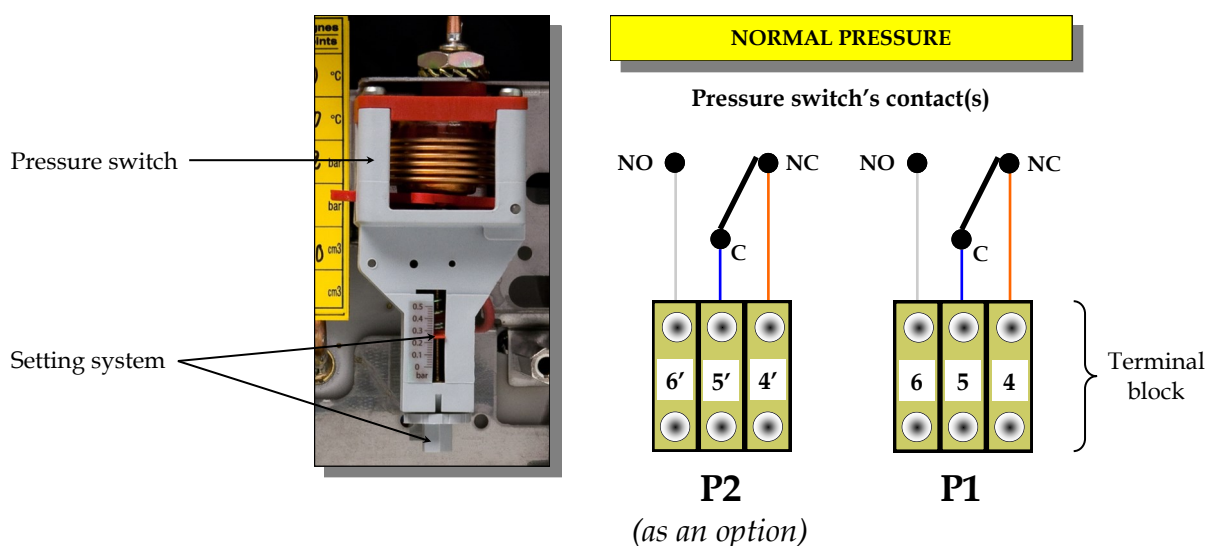 gnes
oints
°C
°C
bar
bar
cm3
cm3
0.5
0.4
0.3
0.2
0.1
0
bar
Pressure switch
Setting system
NORMAL PRESSURE
Pressure switch’s contact(s)
NO
NC
NO
NC
C
C
6’
5’
4’
6
5
4
Terminal
block
P2
P1
(as an option)